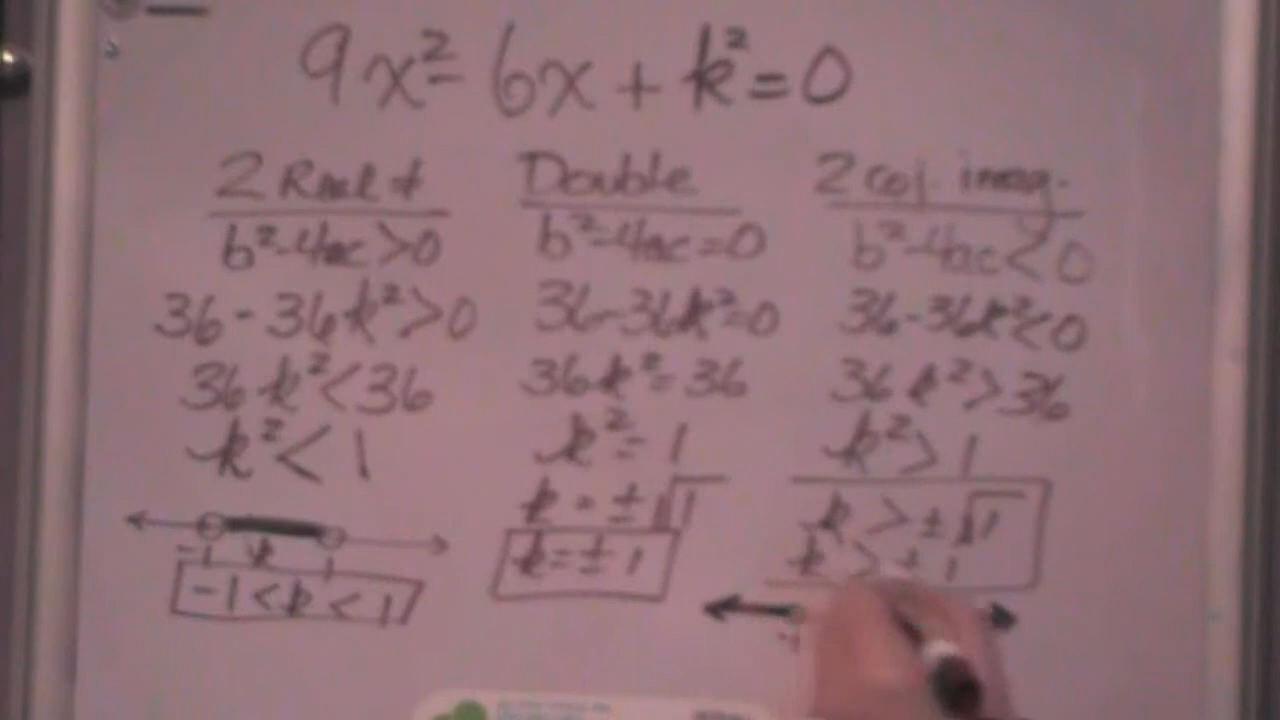 9x² - 6x + k² = 0
2 Real ≠
b²-4ac>0
36 - 36k²>0
36k²<36
k² < 1
-1 k 1
-1 < k < 1
Double
b²-4ac=0
36-36k²=0
36k²=36
k² = 1
k = ±√1
k = ± 1
2 coj. imag.
b²-4ac<0
36-36k²<0
36k²>36
k² > 1
k > ±√1
k > ± 1